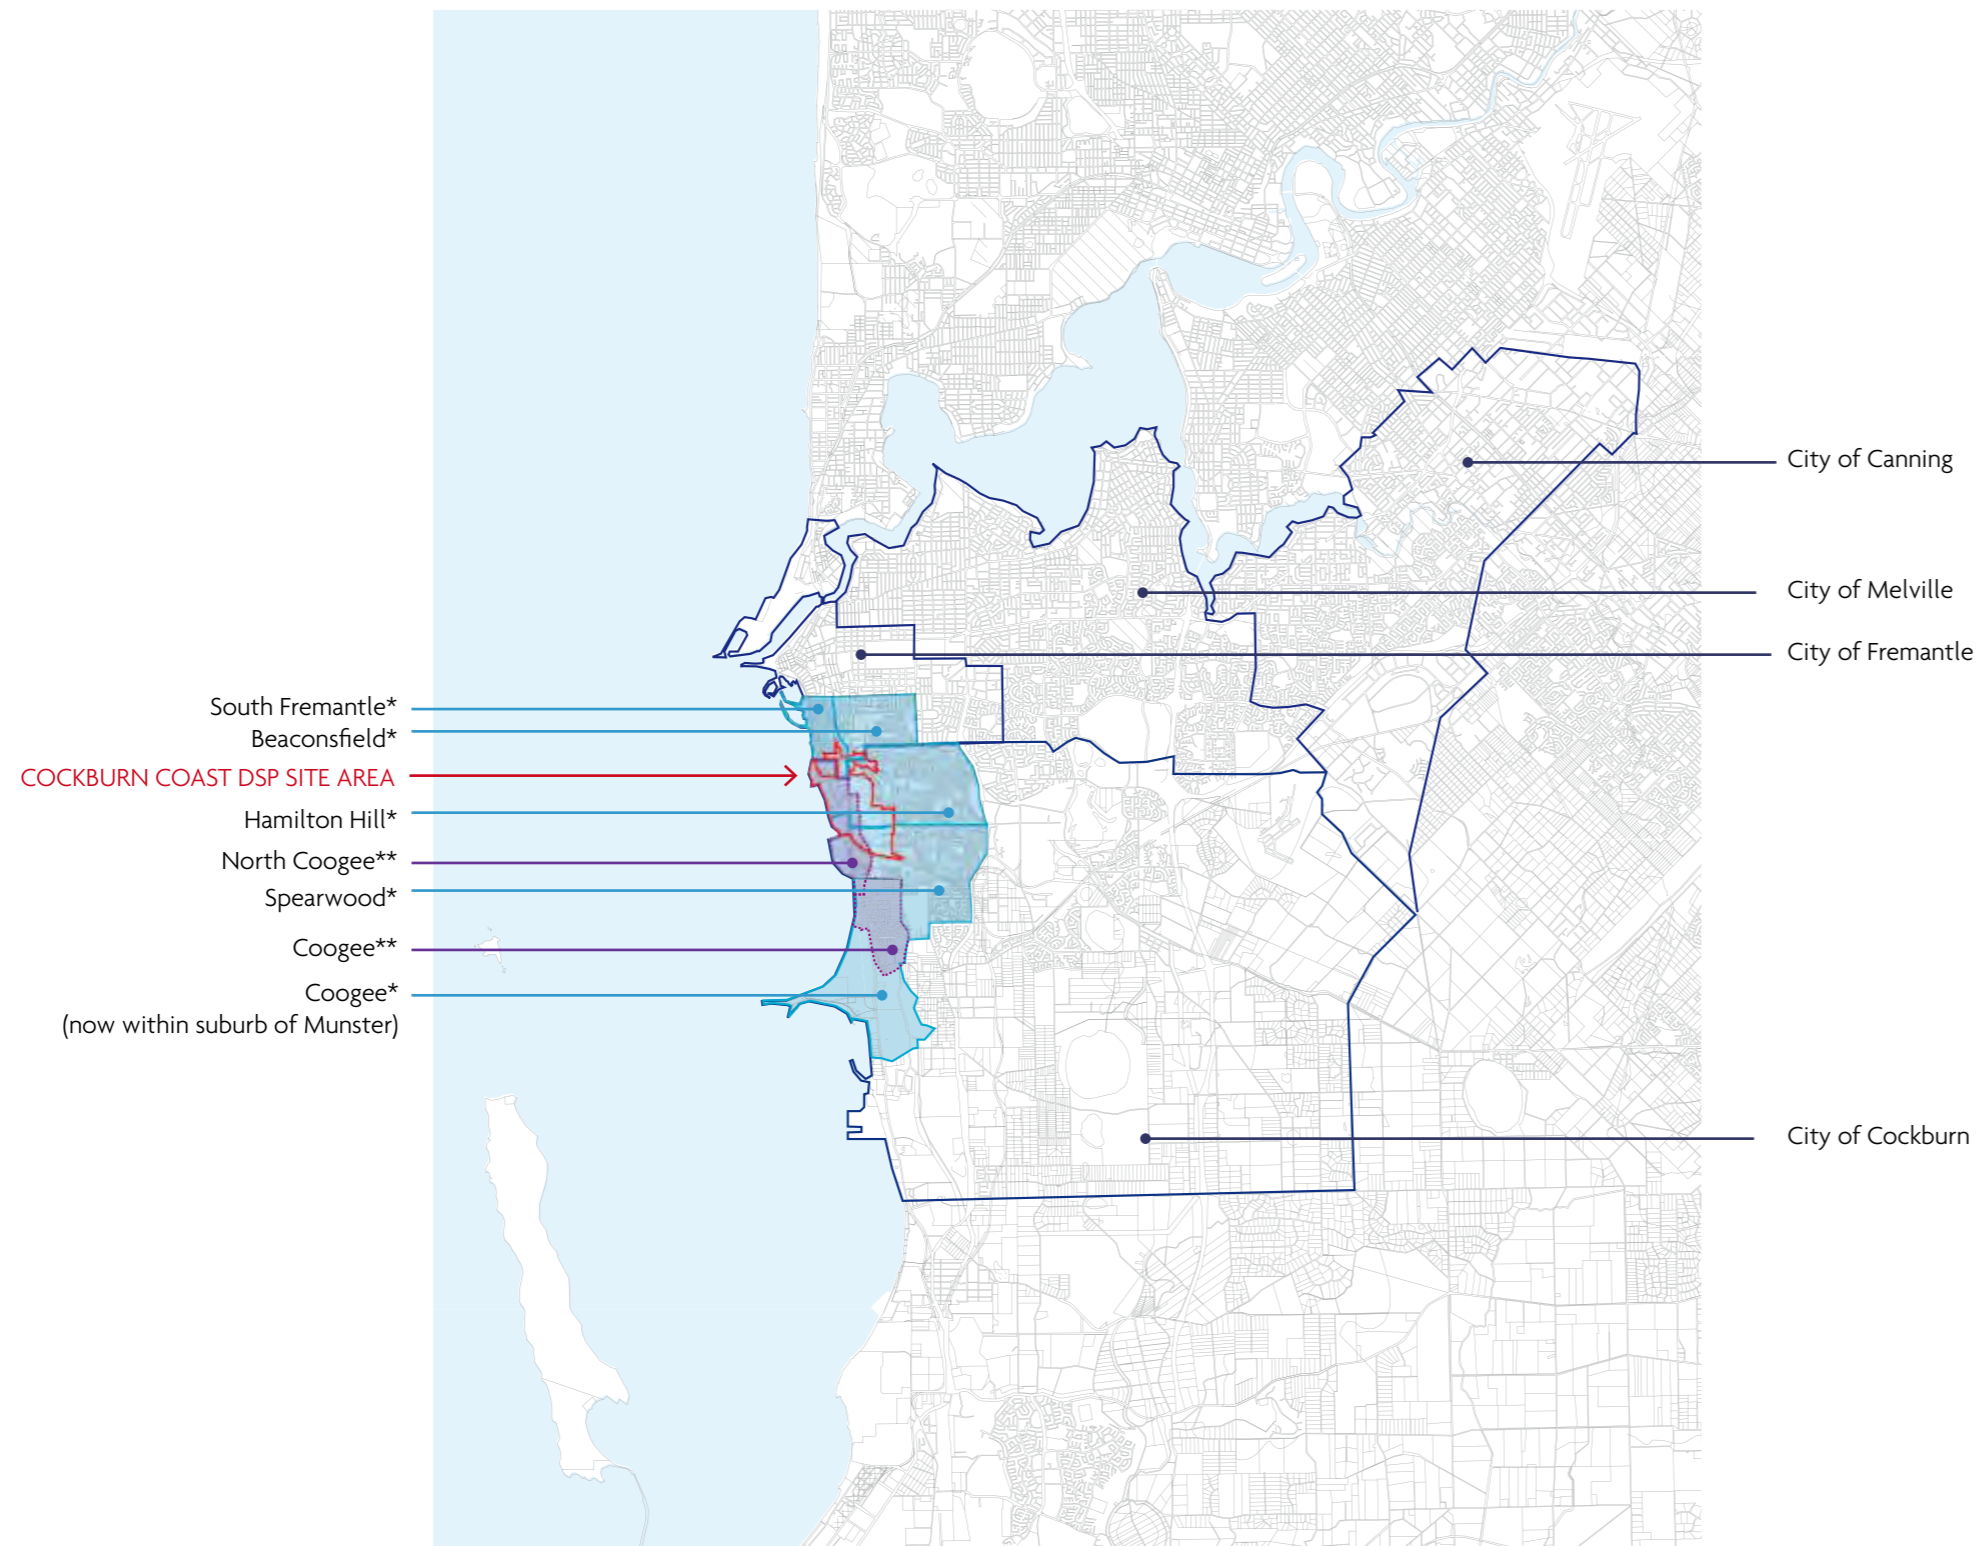 City of Canning
City of Melville
City of Fremantle
South Fremantle*
Beaconsfield*
COCKBURN COAST DSP SITE AREA
Hamilton Hill*
North Coogee**
Spearwood*
Coogee**
Coogee*
(now within suburb of Munster)
City of Cockburn